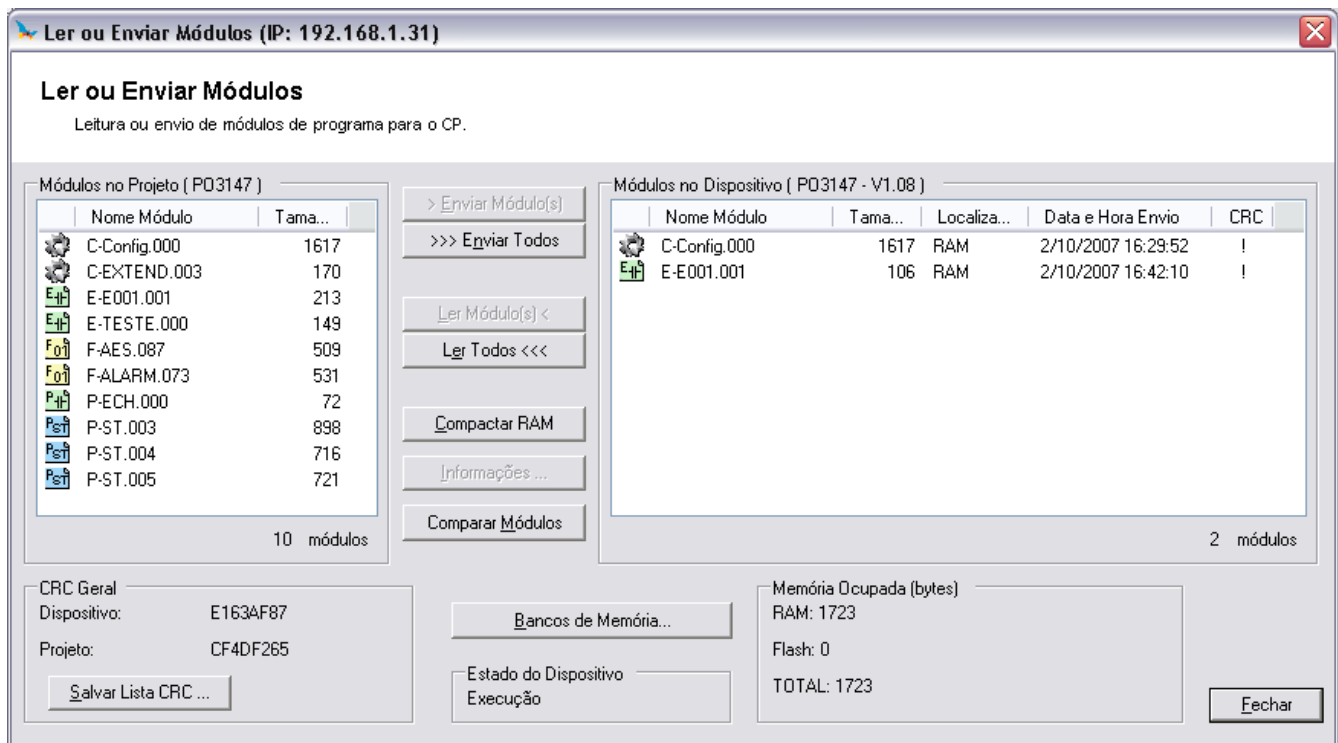 Ler ou Enviar Módulos (IP: 192.168.1.31)
Ler ou Enviar Módulos
Leitura ou envio de módulos de programa para o CP.
Módulos no Projeto ( PO3147 )
Nome Módulo Tama...
C-Config.000 1617
C-EXTEND.003 170
E-E001.001 213
E-TESTE.000 149
F-AES.087 509
F-ALARM.073 531
P-ECH.000 72
P-ST.003 898
P-ST.004 716
P-ST.005 721
10 módulos
> Enviar Módulo(s)
>>> Enviar Todos
Ler Módulo(s) <
Ler Todos <<<
Compactar RAM
Informações ...
Comparar Módulos
Módulos no Dispositivo ( PO3147 - V1.08 )
Nome Módulo Tama... Localiza... Data e Hora Envio CRC
C-Config.000 1617 RAM 2/10/2007 16:29:52 !
E-E001.001 106 RAM 2/10/2007 16:42:10 !
2 módulos
CRC Geral
Dispositivo: E163AF87
Projeto: CF4DF265
Salvar Lista CRC ...
Bancos de Memória...
Estado do Dispositivo
Execução
Memória Ocupada (bytes)
RAM: 1723
Flash: 0
TOTAL: 1723
Fechar